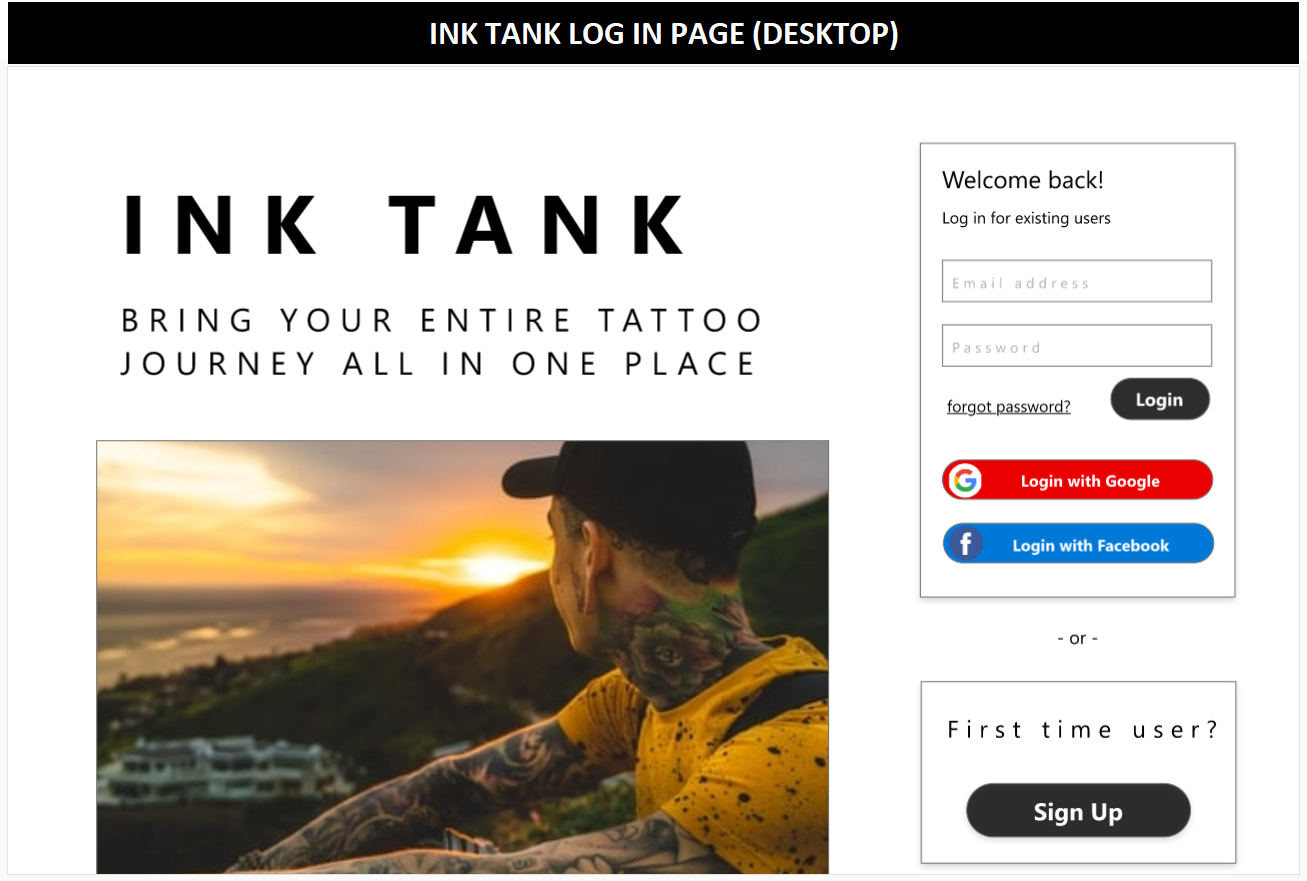 INK TANK LOG IN PAGE (DESKTOP)
INK TANK
BRING YOUR ENTIRE TATTOO
JOURNEY ALL IN ONE PLACE
Welcome back!
Log in for existing users
Email address
Password
forgot password?
Login
G
Login with Google
f
Login with Facebook
- or -
First time user?
Sign Up